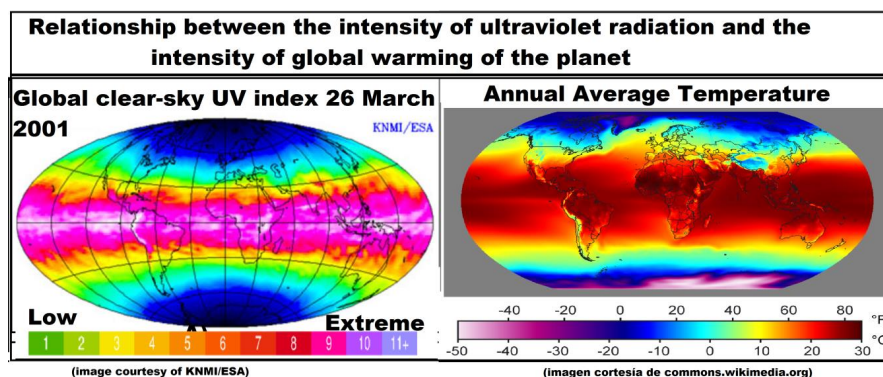 Relationship between the intensity of ultraviolet radiation and the
intensity of global warming of the planet
Global clear-sky UV index 26 March
2001
KNMI/ESA
Low
Extreme
1 2 3 4 5 6 7 8 9 10 11+
(image courtesy of KNMI/ESA)
Annual Average Temperature
-40 -20 0 20 40 60 80 °F
-50 -40 -30 -20 -10 0 10 20 30 °C
(imagen cortesía de commons.wikimedia.org)